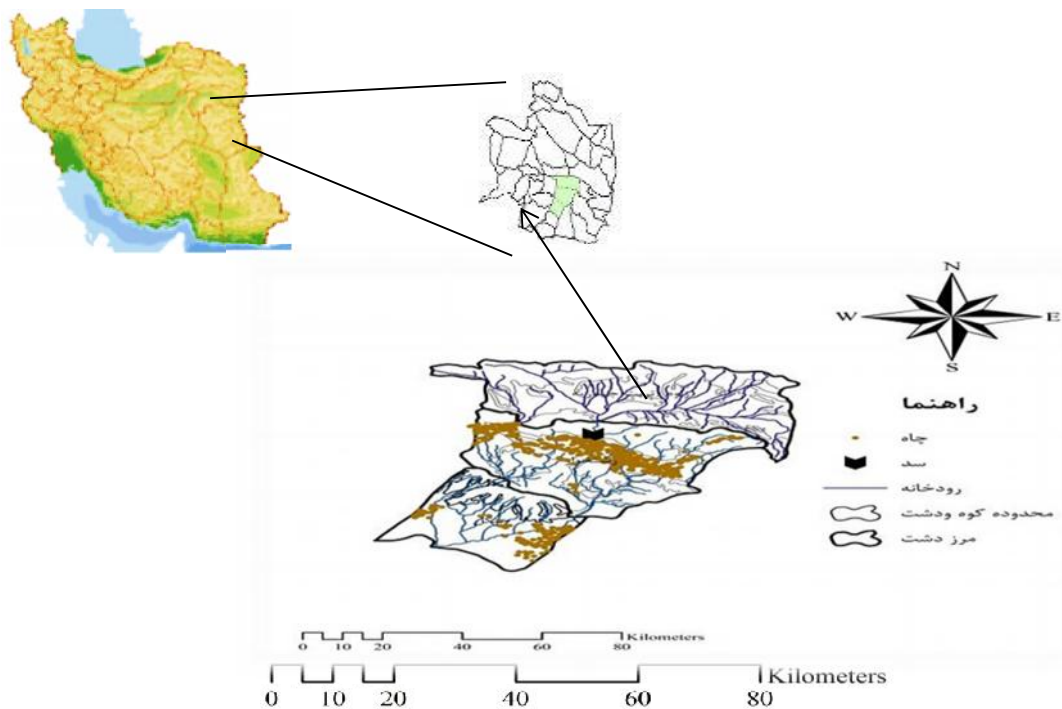 N
W E
S
راهنما
چاه
سد
رودخانه
محدوده کوه ودشت
مرز دشت
Kilometers
0 10 20 40 60 80
Kilometers
0 10 20 40 60 80